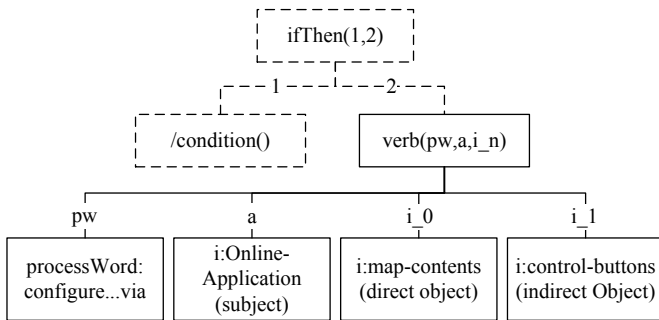 ifThen(1,2)
1 2
/condition() verb(pw,a,i_n)
pw a i_0 i_1
processWord: configure...via
i:Online-Application (subject)
i:map-contents (direct object)
i:control-buttons (indirect Object)